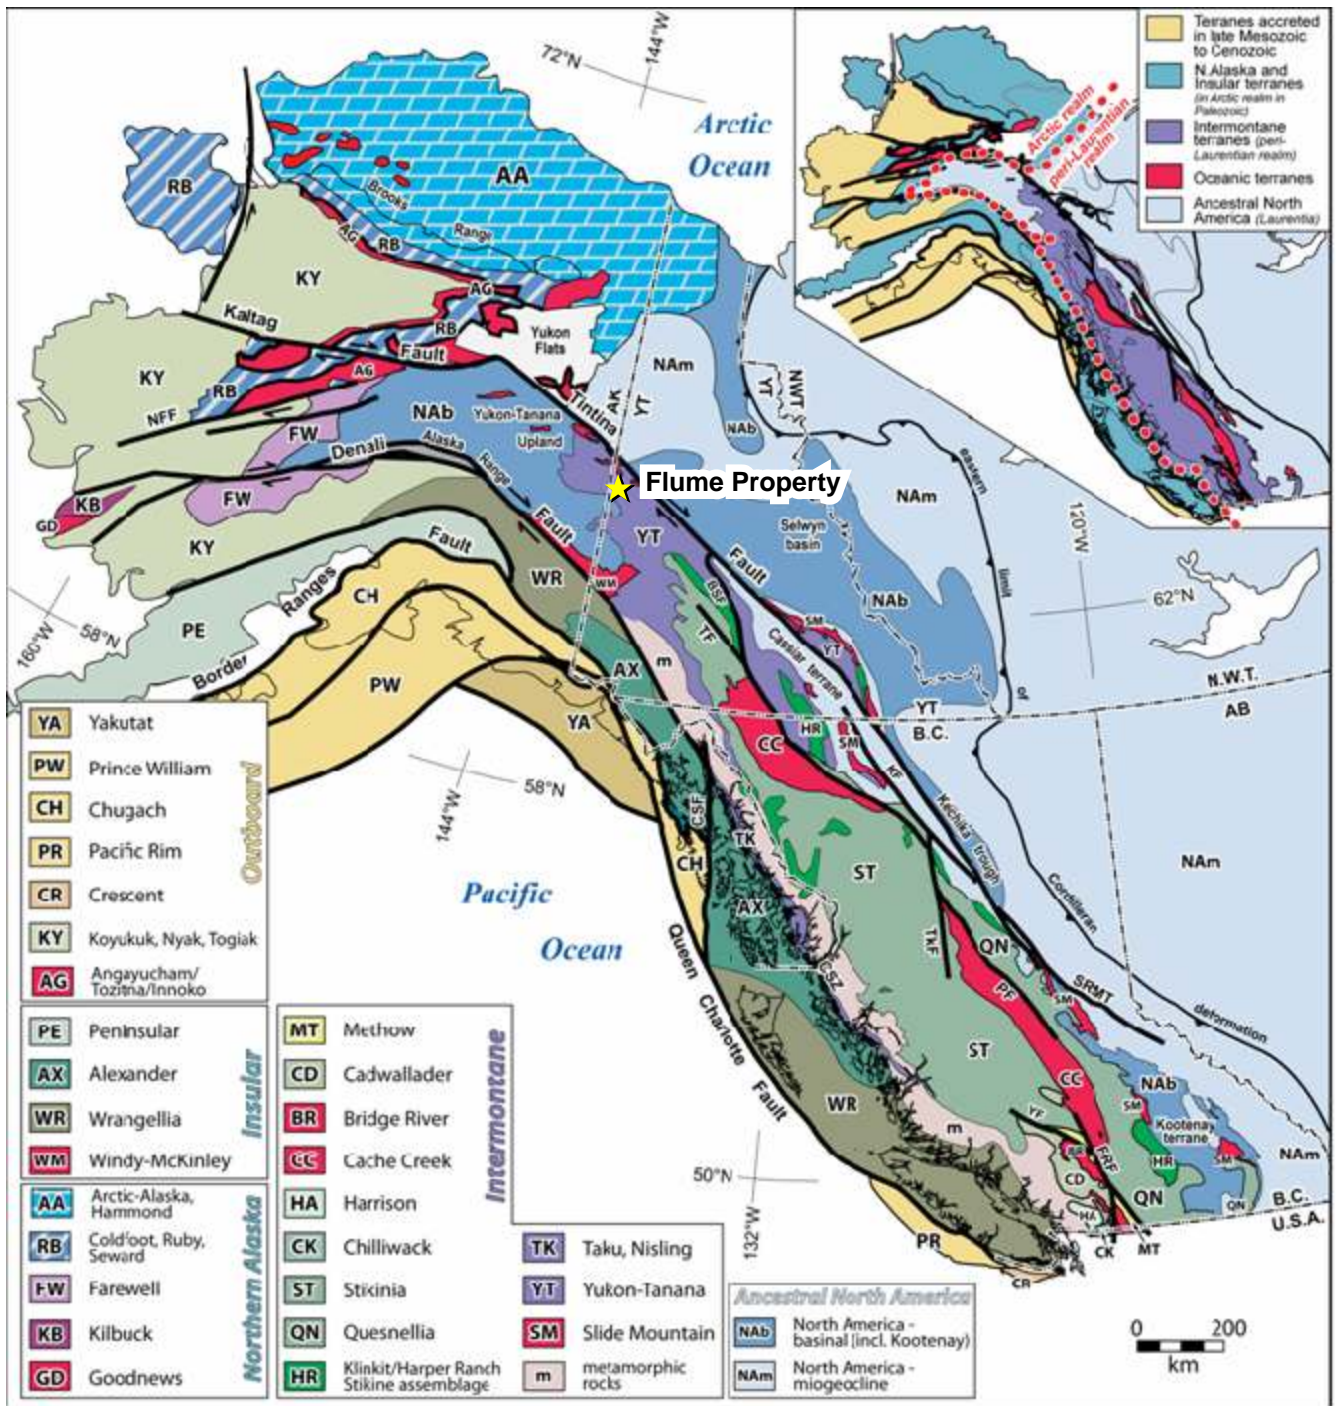 72°N
144°W
Arctic
Ocean
Terranes accreted
in late Mesozoic
to Cenozoic
N.Alaska and
Insular terranes
(in Arctic realm in
Paleozoic)
Intermontane
terranes (peri-
Laurentian realm)
Oceanic terranes
Ancestral North
America (Laurentia)
Arctic realm
peri-Laurentian
realm
RB
AA
Brooks
Range
AG
RB
KY
AG
RB
Yukon
Flats
Kaltag
Fault
NAm
AK
YT
YT
NWT
KY
RB
AG
NFF
NAb
Yukon-Tanana
Upland
Tintina
NAb
FW
Denali
Alaska
Range
Flume Property
NAm
eastern
KB
GD
FW
KY
Fault
Fault
YT
Selwyn
basin
Fault
120°W
limit
160°W
58°N
Ranges
CH
WR
WM
BSF
NAb
62°N
PE
Border
TF
SM
YT
Cassiar terrane
AX
m
or
N.W.T.
AB
PW
YA
YT
B.C.
CC
HR
SM
KF
58°N
144°W
Kechika trough
CSF
TK
CH
ST
NAm
Cordilleran
Pacific
Ocean
AX
TkF
QN
Queen Charlotte Fault
CSZ
PF
SM
SRMT
deformation
ST
CC
NAb
SM
Kootenay
terrane
WR
m
YF
BR
FRF
HR
SM
NAm
CD
QN
QN
HA
B.C.
U.S.A.
50°N
132°W
PR
CK
MT
CR
YA Yakutat
PW Prince William
CH Chugach
PR Pacific Rim
CR Crescent
KY Koyukuk, Nyak, Togiak
AG Angayucham/
Tozitna/Innoko
Outboard
PE Peninsular
AX Alexander
WR Wrangellia
WM Windy-McKinley
Insular
AA Arctic-Alaska,
Hammond
RB Coldfoot, Ruby,
Seward
FW Farewell
KB Kilbuck
GD Goodnews
Northern Alaska
MT Methow
CD Cadwallader
BR Bridge River
CC Cache Creek
HA Harrison
CK Chilliwack
ST Stikinia
QN Quesnellia
HR Klinkit/Harper Ranch
Stikine assemblage
Intermontane
TK Taku, Nisling
YT Yukon-Tanana
SM Slide Mountain
m metamorphic
rocks
Ancestral North America
NAb North America -
basinal (incl. Kootenay)
NAm North America -
miogeocline
0 200
km